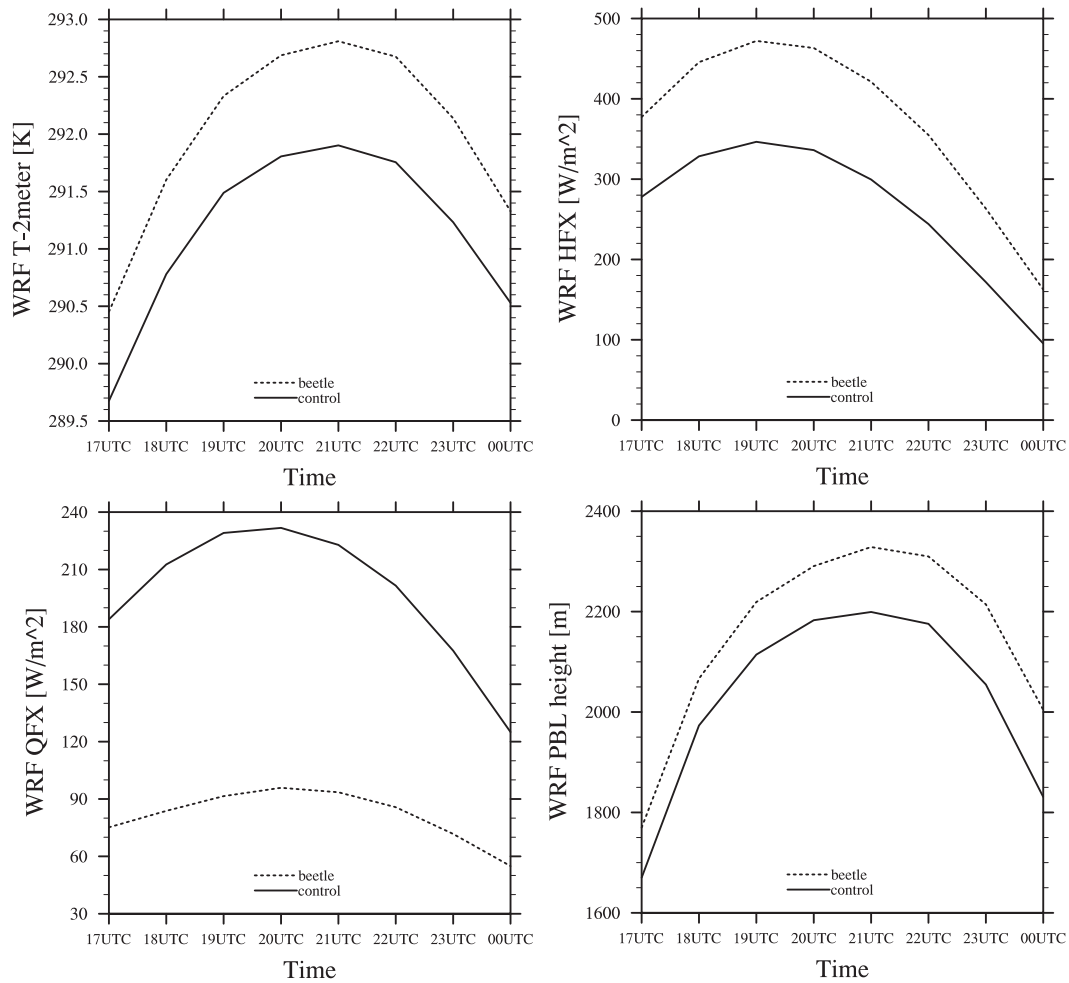 WRF T-2meter [K]
293.0
292.5
292.0
291.5
291.0
290.5
290.0
289.5
beetle
control
17UTC 18UTC 19UTC 20UTC 21UTC 22UTC 23UTC 00UTC
Time
WRF HFX [W/m^2]
500
400
300
200
100
0
beetle
control
17UTC 18UTC 19UTC 20UTC 21UTC 22UTC 23UTC 00UTC
Time
WRF QFX [W/m^2]
240
210
180
150
120
90
60
30
beetle
control
17UTC 18UTC 19UTC 20UTC 21UTC 22UTC 23UTC 00UTC
Time
WRF PBL height [m]
2400
2200
2000
1800
1600
beetle
control
17UTC 18UTC 19UTC 20UTC 21UTC 22UTC 23UTC 00UTC
Time